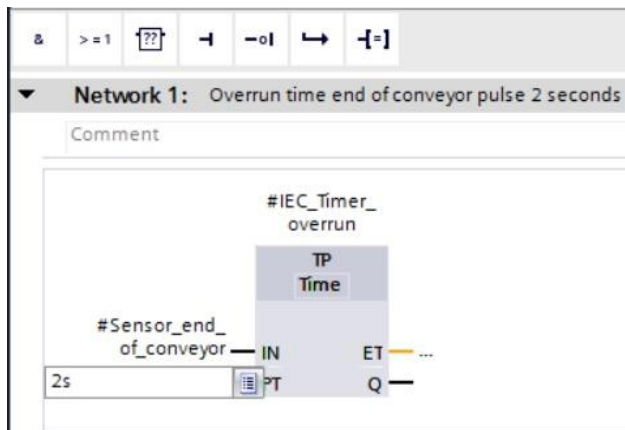 & >=1 ?? -| -o| -[=]
Network 1: Overrun time end of conveyor pulse 2 seconds
Comment
#IEC_Timer_
overrun
TP
Time
#Sensor_end_
of_conveyor IN ET ...
2s PT Q